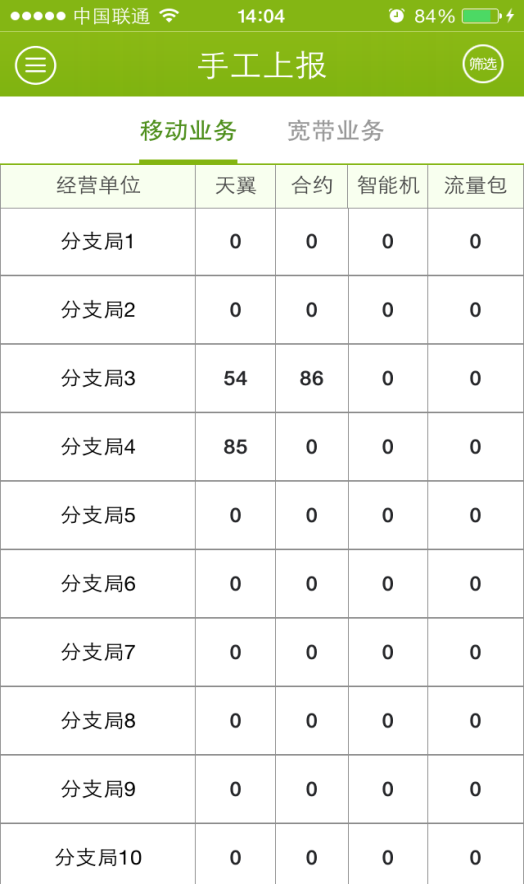 中国联通 14:04 84%
手工上报 筛选
移动业务 宽带业务
经营单位 天翼 合约 智能机 流量包
分支局1 0 0 0 0
分支局2 0 0 0 0
分支局3 54 86 0 0
分支局4 85 0 0 0
分支局5 0 0 0 0
分支局6 0 0 0 0
分支局7 0 0 0 0
分支局8 0 0 0 0
分支局9 0 0 0 0
分支局10 0 0 0 0